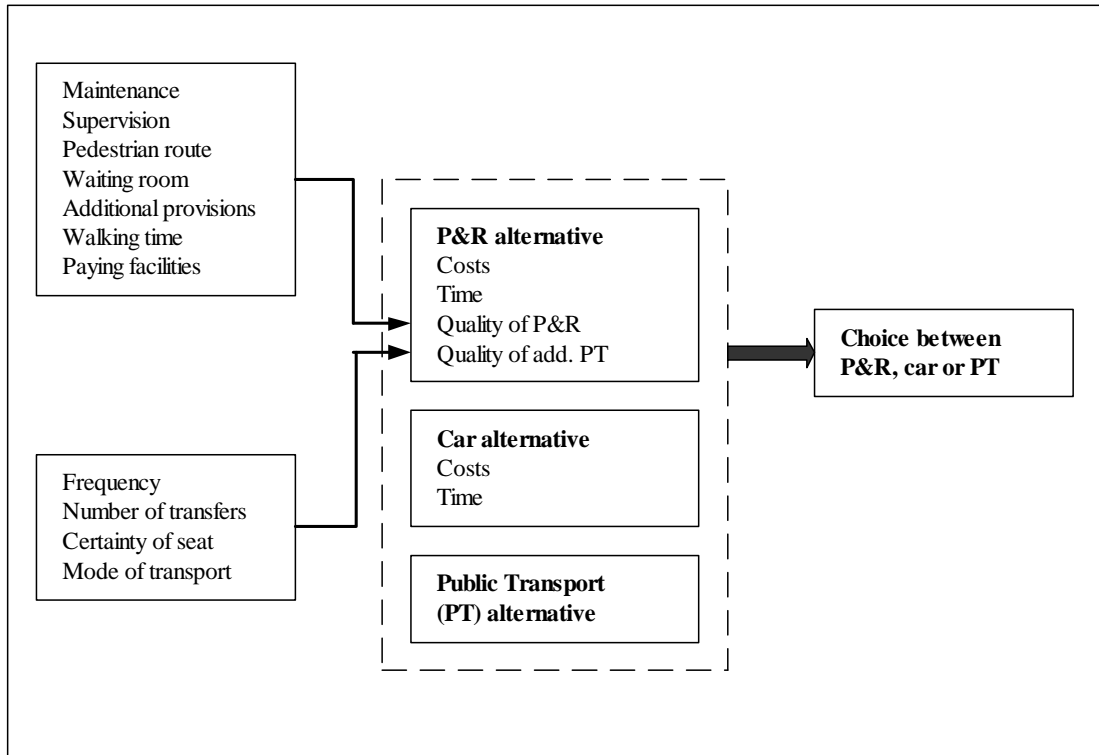 Maintenance
Supervision
Pedestrian route
Waiting room
Additional provisions
Walking time
Paying facilities
Frequency
Number of transfers
Certainty of seat
Mode of transport
P&R alternative
Costs
Time
Quality of P&R
Quality of add. PT
Car alternative
Costs
Time
Public Transport
(PT) alternative
Choice between
P&R, car or PT